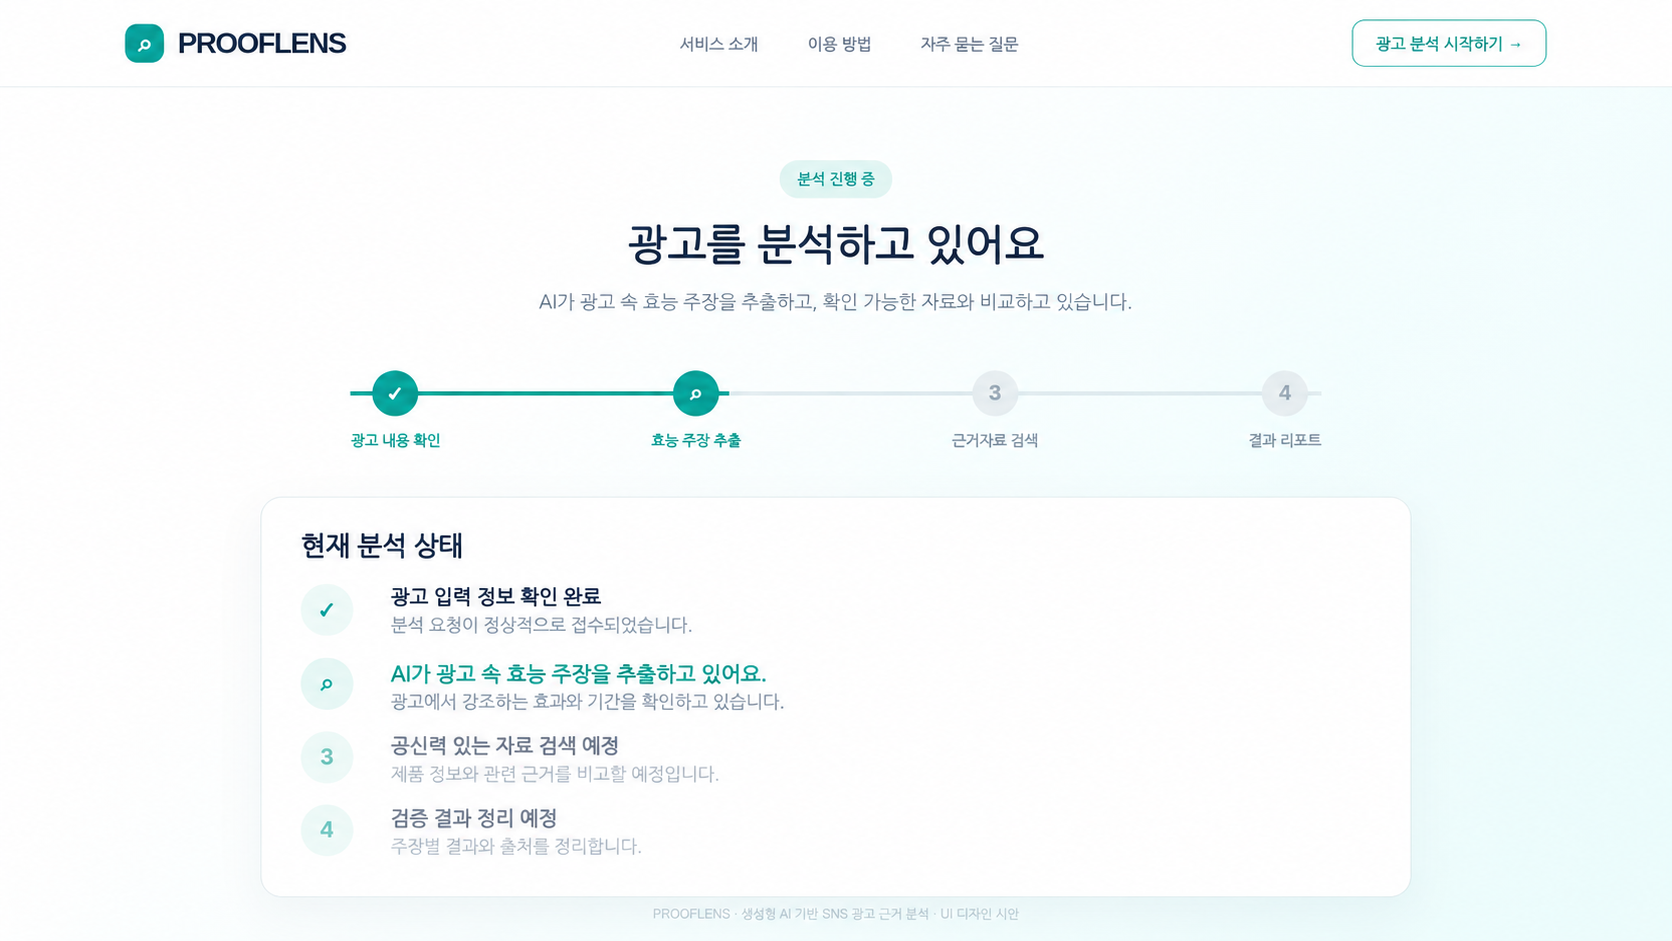 PROOFLENS
서비스 소개
이용 방법
자주 묻는 질문
광고 분석 시작하기 →
분석 진행 중
광고를 분석하고 있어요
AI가 광고 속 효능 주장을 추출하고, 확인 가능한 자료와 비교하고 있습니다.
✓
3
4
광고 내용 확인
효능 주장 추출
근거자료 검색
결과 리포트
현재 분석 상태
✓
광고 입력 정보 확인 완료
분석 요청이 정상적으로 접수되었습니다.
AI가 광고 속 효능 주장을 추출하고 있어요.
광고에서 강조하는 효과와 기간을 확인하고 있습니다.
3
공신력 있는 자료 검색 예정
제품 정보와 관련 근거를 비고할 예정입니다.
4
검증 결과 정리 예정
주장별 결과와 출처를 정리합니다.
PROOFLENS · 생성형 AI 기반 SNS 광고 근거 분석 · UI 디자인 시안